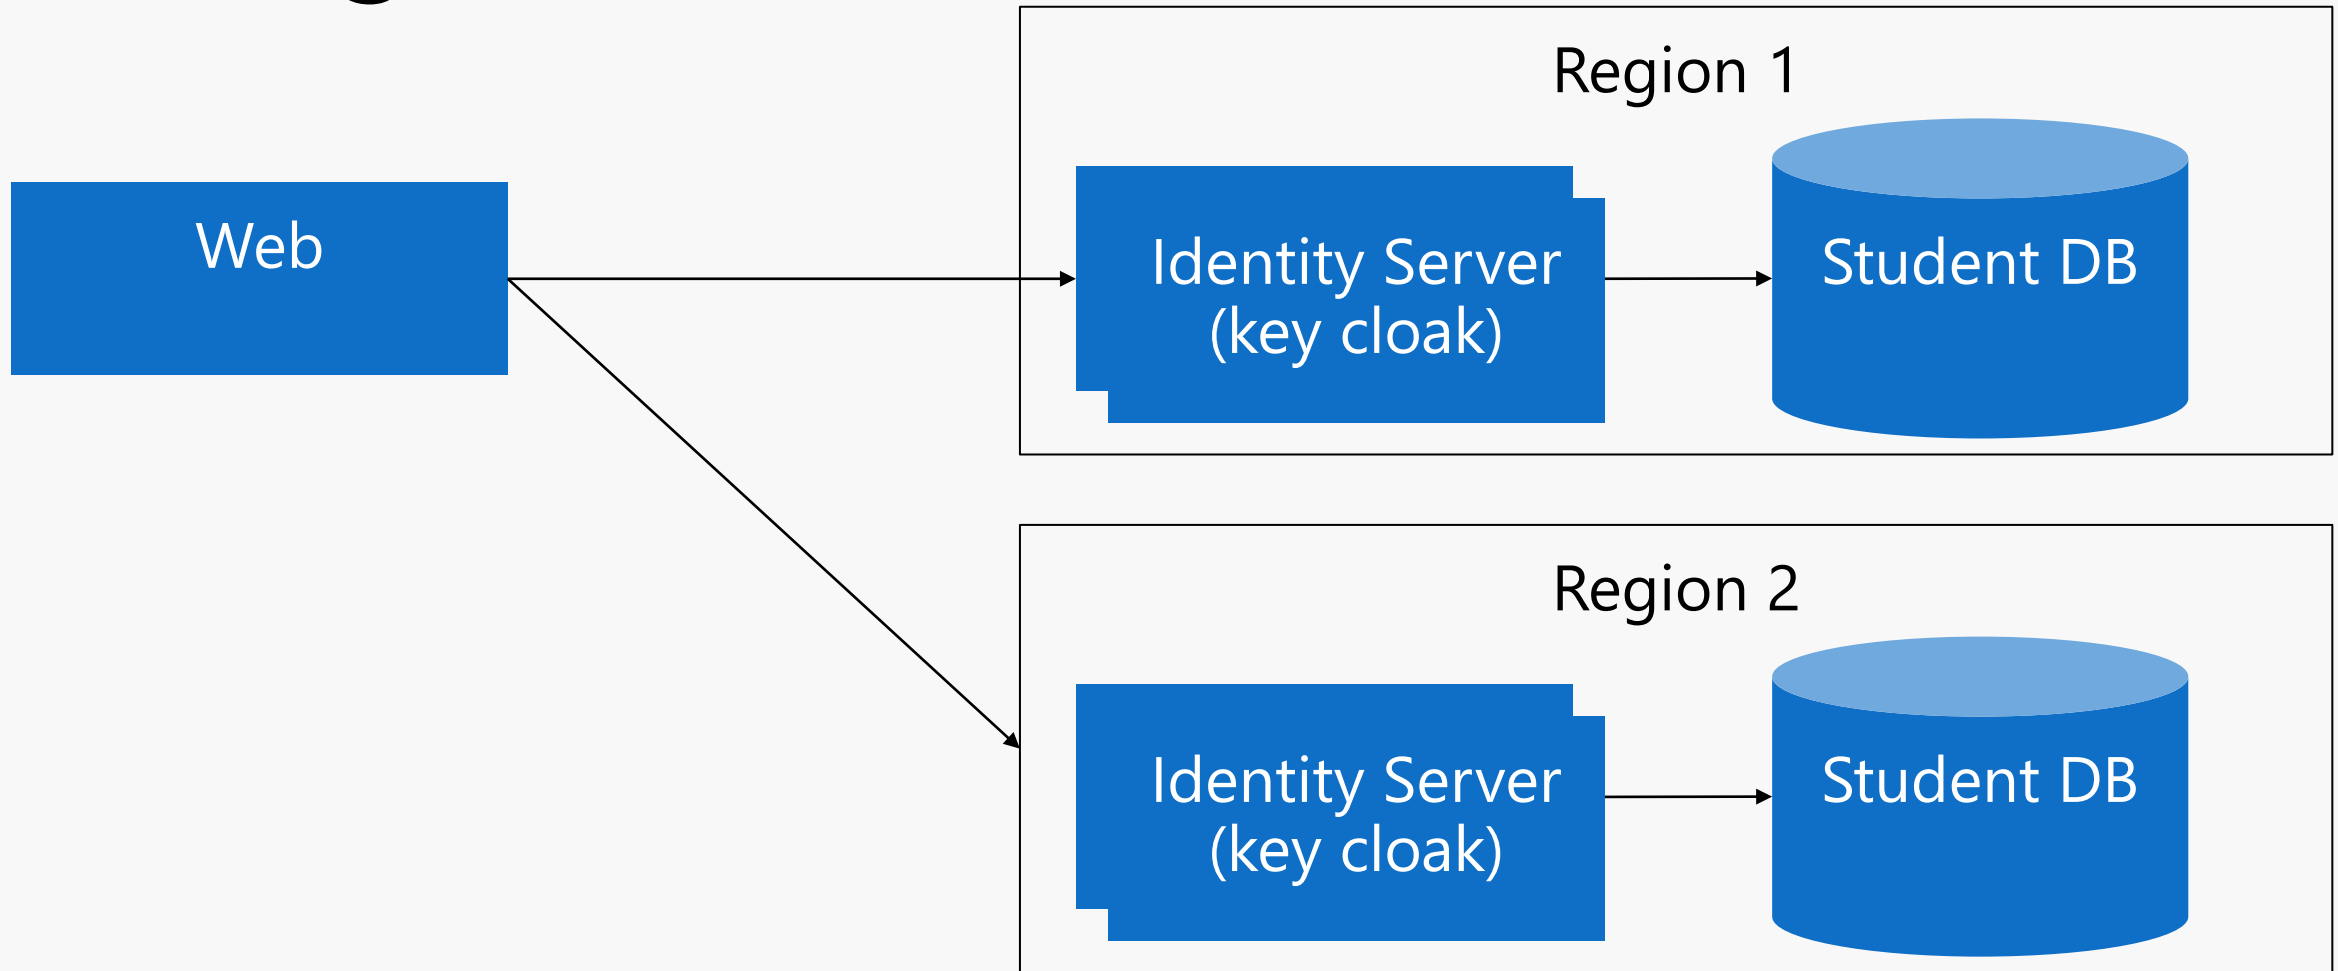 Region 1
Web
Identity Server
(key cloak)
Student DB
Region 2
Identity Server
(key cloak)
Student DB